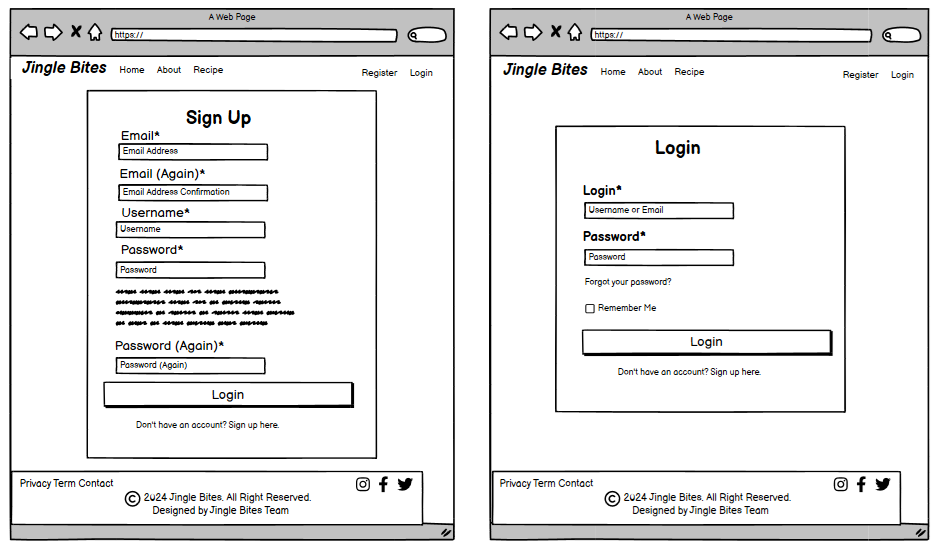 A Web Page
https://
Jingle Bites Home About Recipe Register Login
Sign Up
Email*
Email Address
Email (Again)*
Email Address Confirmation
Username*
Username
Password*
Password
Password (Again)*
Password (Again)
Login
Don't have an account? Sign up here.
Privacy Term Contact
© 2024 Jingle Bites. All Right Reserved.
Designed by Jingle Bites Team
A Web Page
https://
Jingle Bites Home About Recipe Register Login
Login
Login*
Username or Email
Password*
Password
Forgot your password?
Remember Me
Login
Don't have an account? Sign up here.
Privacy Term Contact
© 2024 Jingle Bites. All Right Reserved.
Designed by Jingle Bites Team